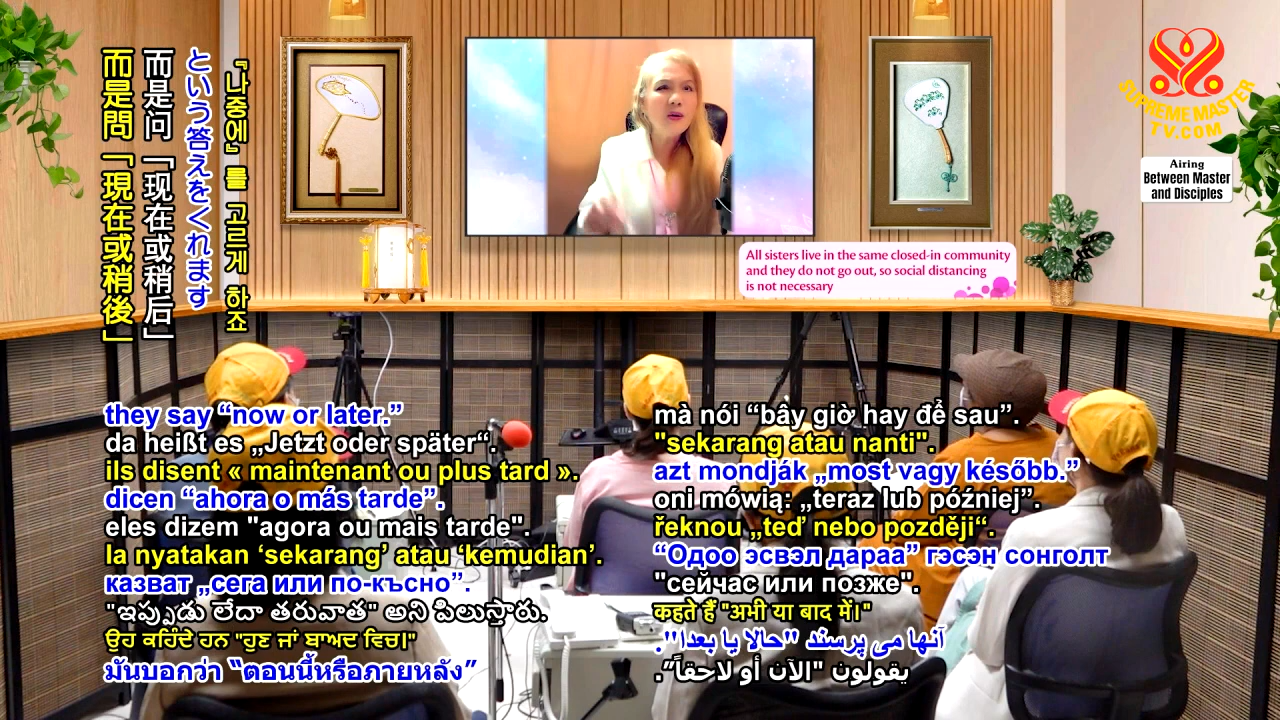 『나중에』를 고르게 하죠
という答えをくれます
而是问「现在或稍后」
而是問「現在或稍後」
SUPREME MASTER
TV.COM
Airing
Between Master
and Disciples
All sisters live in the same closed-in community
and they do not go out, so social distancing
is not necessary
they say “now or later.”
da heißt es „Jetzt oder später“.
ils disent « maintenant ou plus tard ».
dicen “ahora o más tarde”.
eles dizem "agora ou mais tarde".
Ia nyatakan ‘sekarang’ atau ‘kemudian’.
казват „сега или по-късно”.
"ఇప్పుడు లేదా తరువాత" అని పిలుస్తారు.
ਉਹ ਕਹਿੰਦੇ ਹਨ "ਹੁਣ ਜਾਂ ਬਾਅਦ ਵਿਚ।"
มันบอกว่า “ตอนนี้หรือภายหลัง”
mà nói “bây giờ hay để sau”.
"sekarang atau nanti".
azt mondják „most vagy később.”
oni mówią: „teraz lub później”.
řeknou „teď nebo později“.
“Одоо эсвэл дараа” гэсэн сонголт
"сейчас или позже".
कहते हैं "अभी या बाद में।"
آنها می پرسند "حالا یا بعدا".
يقولون "الآن أو لاحقاً".